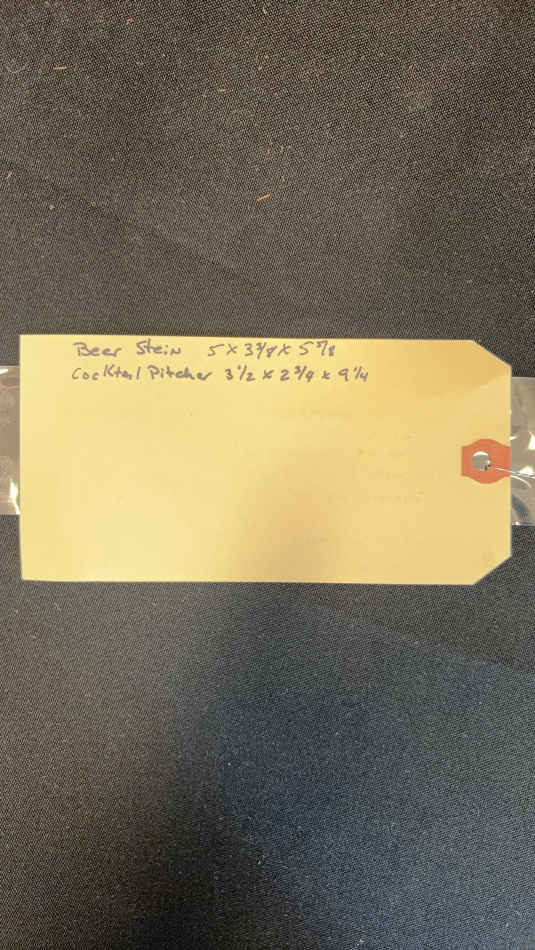 Beer Stein 5 x 3 3/8 x 5 7/8
Cocktail Pitcher 3 1/2 x 2 3/4 x 9 1/4